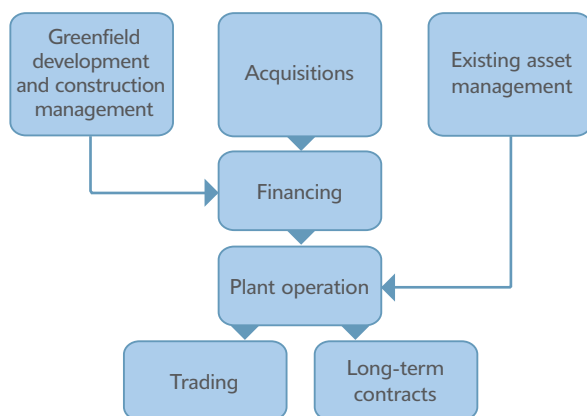 Greenfield
development
and construction
management
Acquisitions
Existing asset
management
Financing
Plant operation
Trading
Long-term
contracts